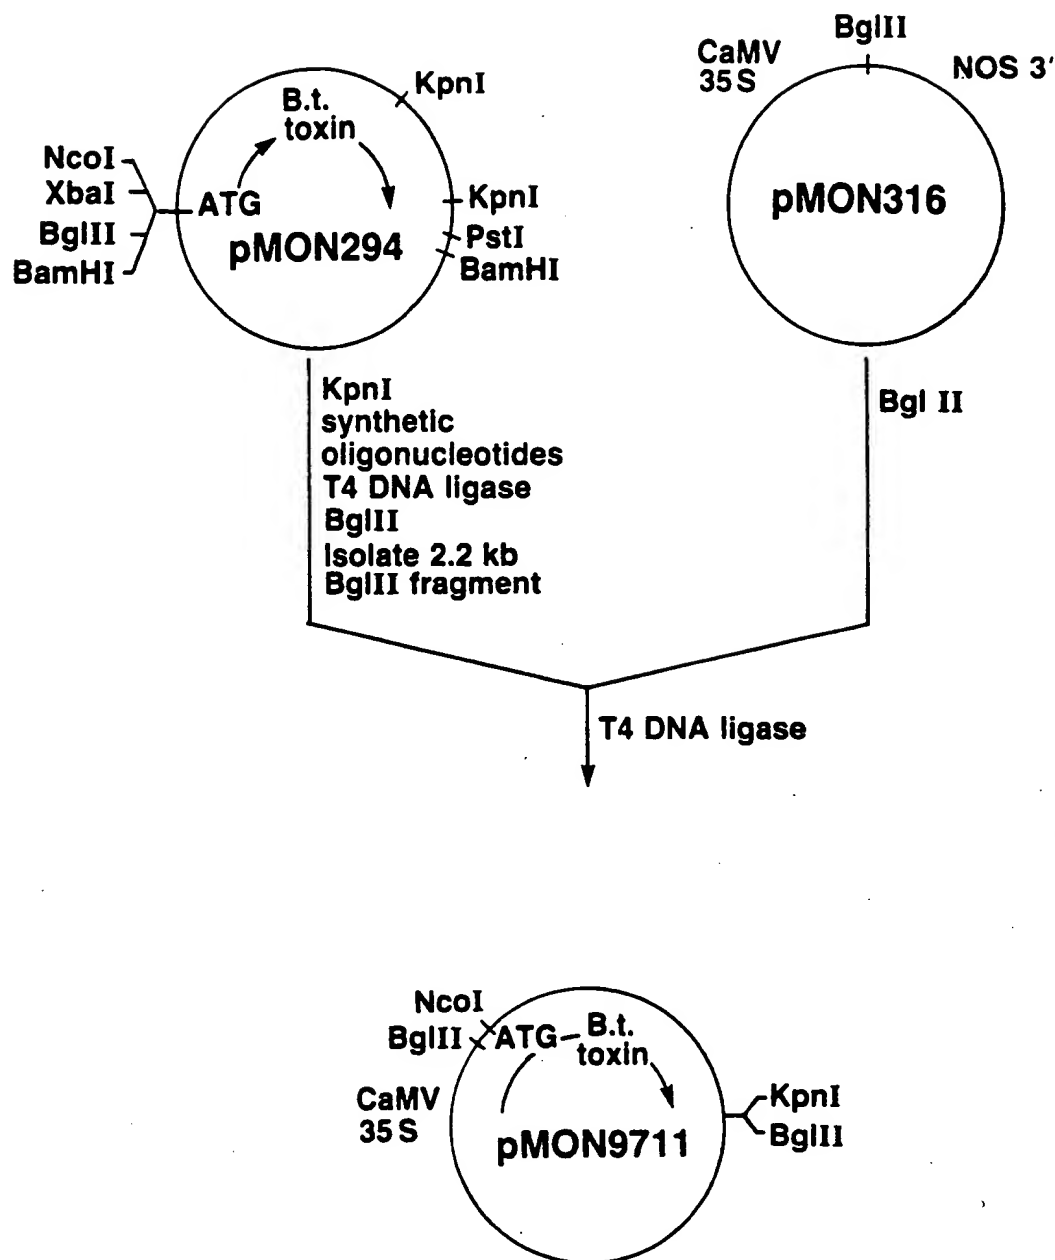 BglII
CaMV
35S
NOS 3'
KpnI
B.t.
toxin
NcoI
XbaI
ATG
BglII
BamHI
pMON294
KpnI
PstI
BamHI
pMON316
KpnI
synthetic
oligonucleotides
T4 DNA ligase
BglII
Isolate 2.2 kb
BglII fragment
Bgl II
T4 DNA ligase
NcoI
BglII
ATG
B.t.
toxin
CaMV
35S
KpnI
BglII
pMON9711